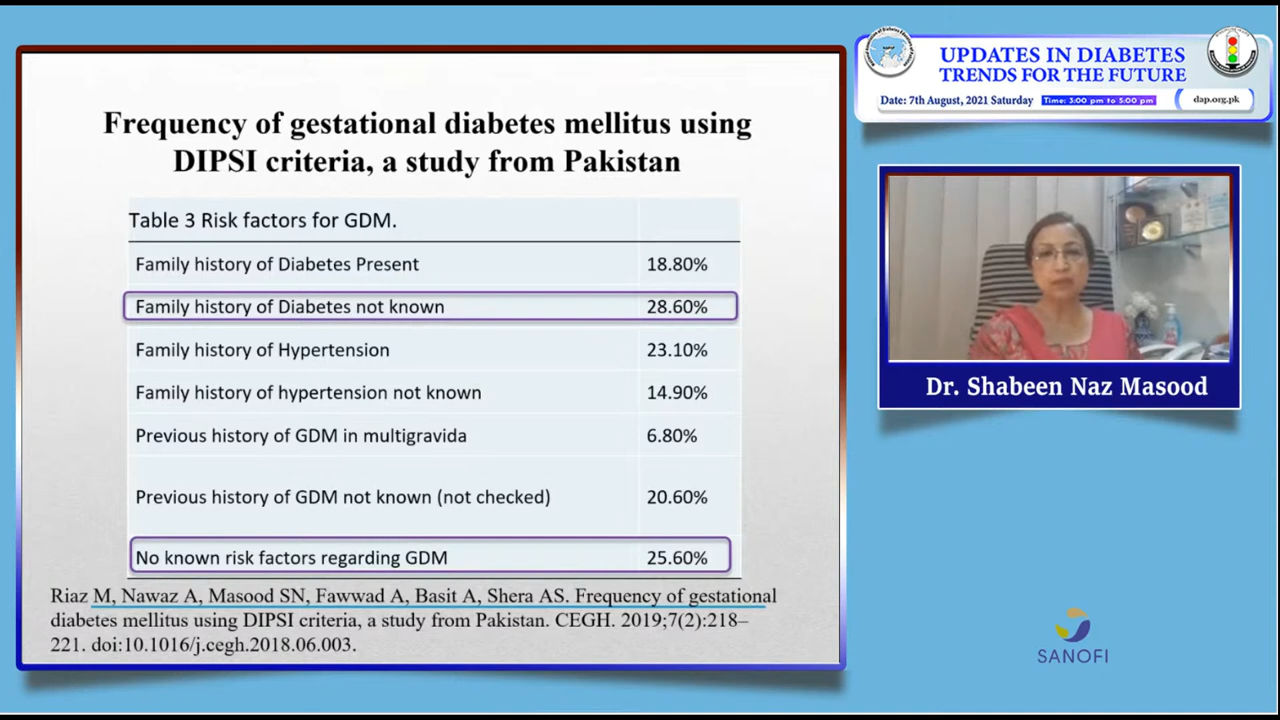 Frequency of gestational diabetes mellitus using
DIPSI criteria, a study from Pakistan
Table 3 Risk factors for GDM.
Family history of Diabetes Present 18.80%
Family history of Diabetes not known 28.60%
Family history of Hypertension 23.10%
Family history of hypertension not known 14.90%
Previous history of GDM in multigravida 6.80%
Previous history of GDM not known (not checked) 20.60%
No known risk factors regarding GDM 25.60%
Riaz M, Nawaz A, Masood SN, Fawwad A, Basit A, Shera AS. Frequency of gestational
diabetes mellitus using DIPSI criteria, a study from Pakistan. CEGH. 2019;7(2):218–
221. doi:10.1016/j.cegh.2018.06.003.
UPDATES IN DIABETES
TRENDS FOR THE FUTURE
Date: 7th August, 2021 Saturday Time: 3:00 pm to 5:00 pm dap.org.pk
Dr. Shabeen Naz Masood
SANOFI